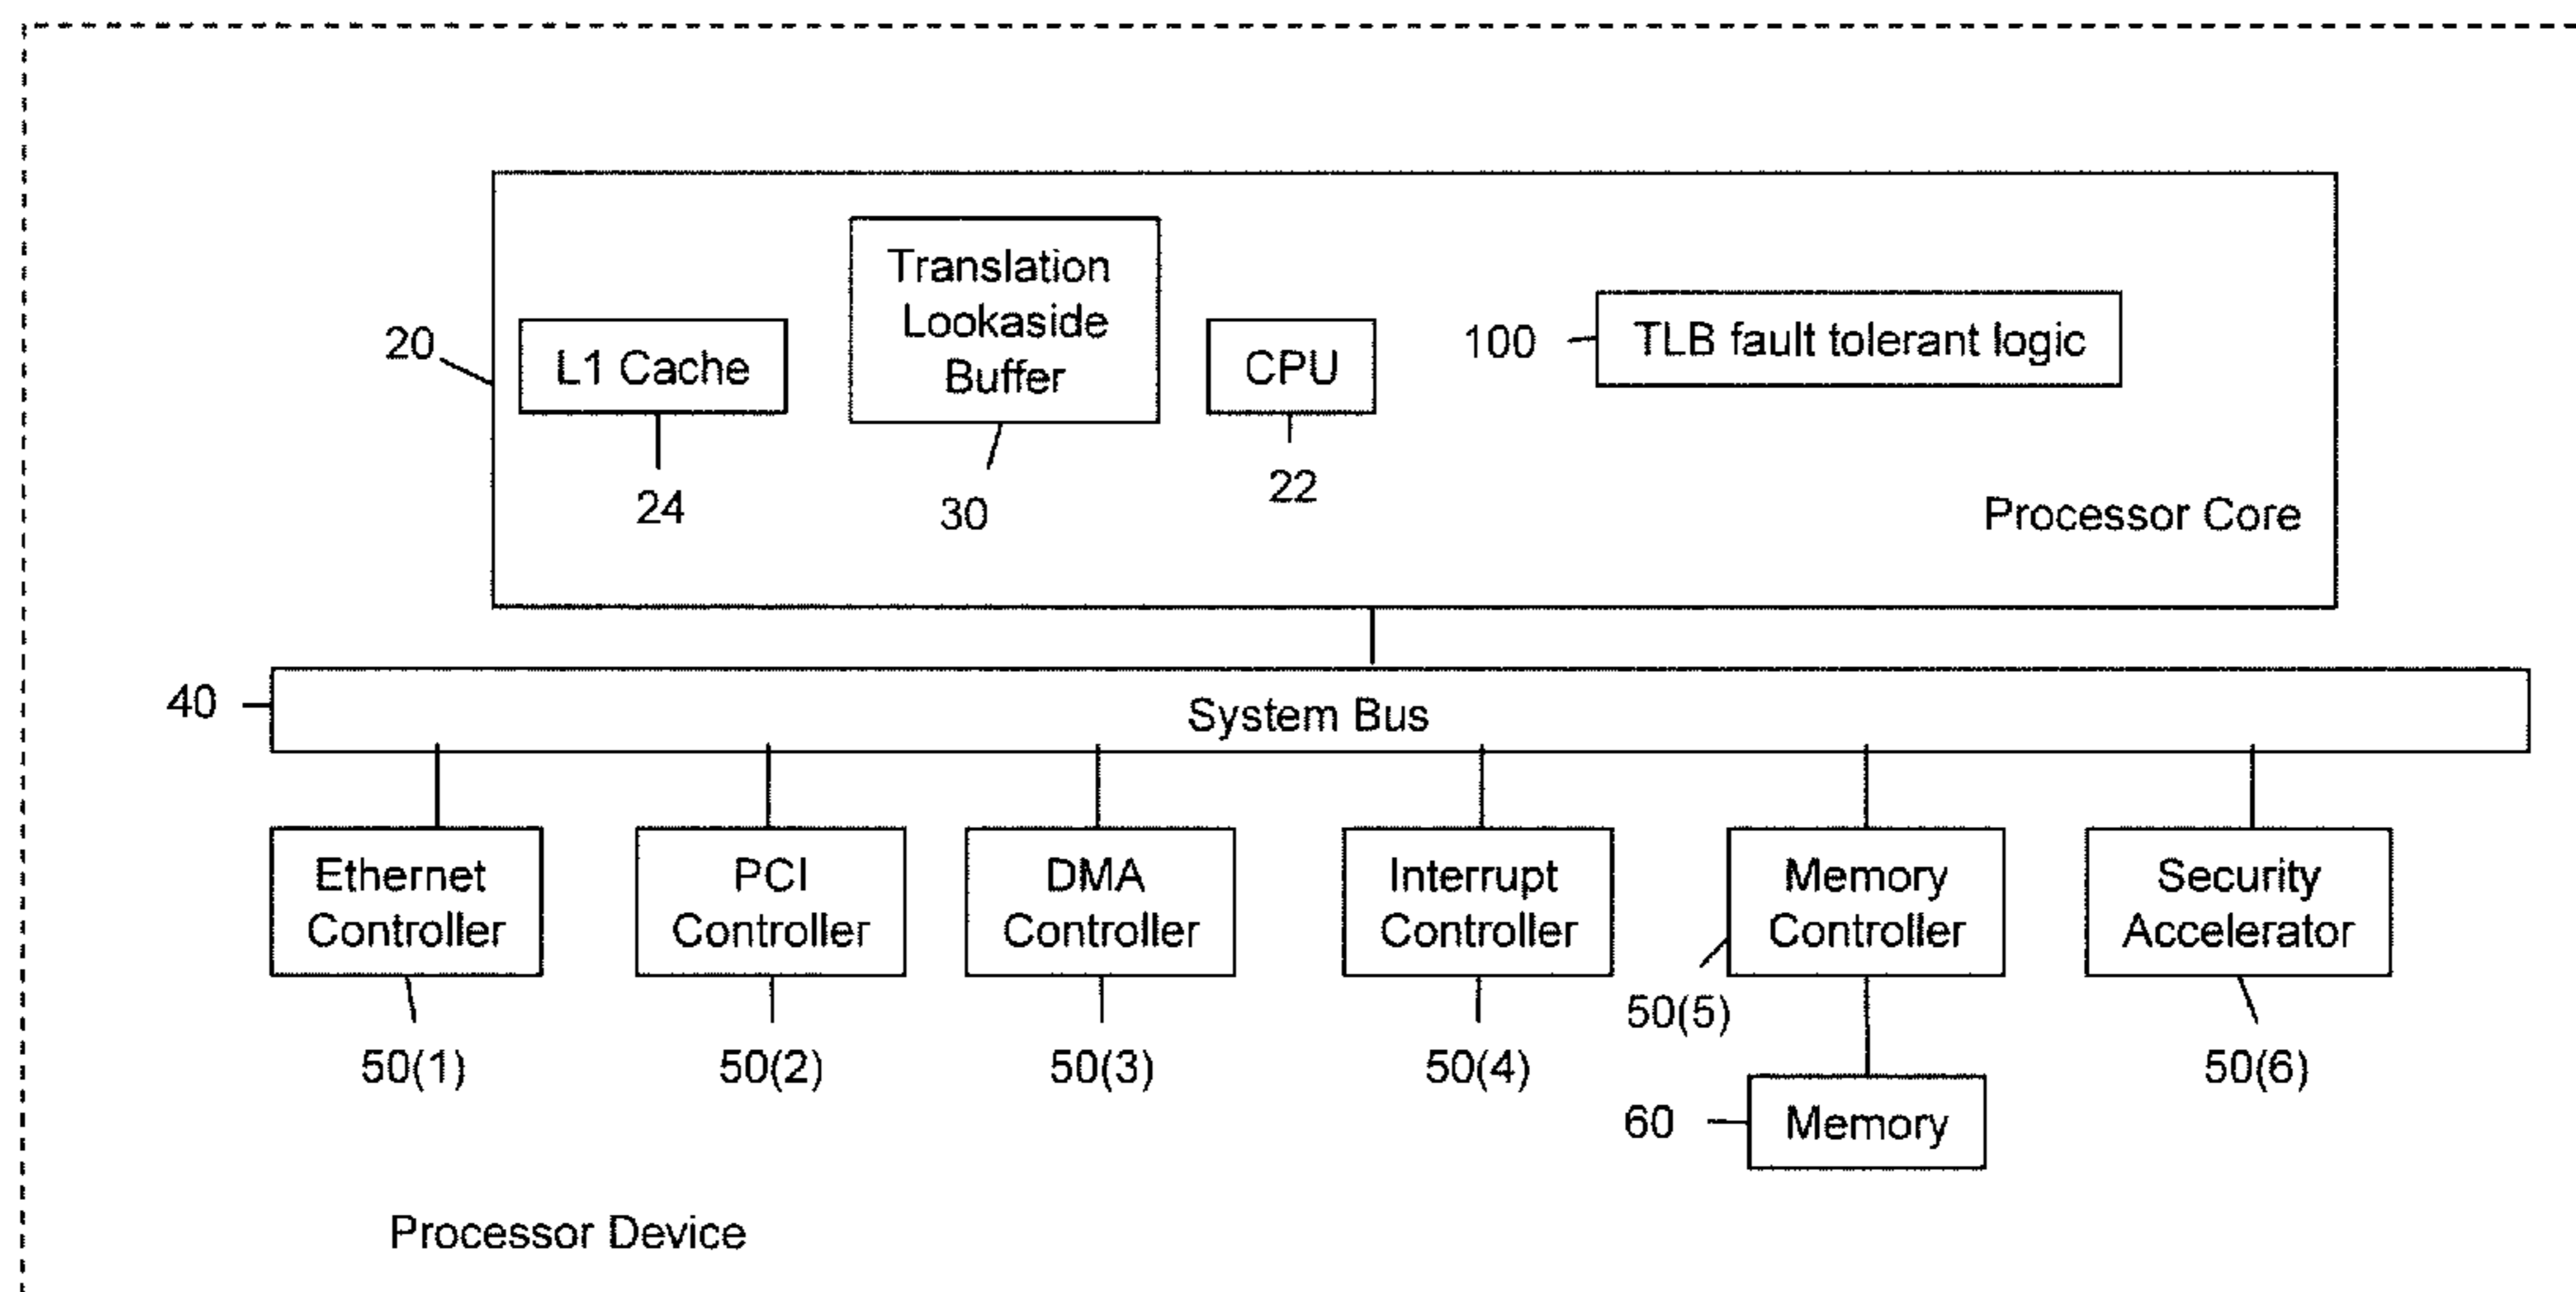 Translation
Lookaside
Buffer
20
L1 Cache
CPU
100
TLB fault tolerant logic
24
30
22
Processor Core
40
System Bus
Ethernet
Controller
PCI
Controller
DMA
Controller
Interrupt
Controller
Memory
Controller
Security
Accelerator
50(1)
50(2)
50(3)
50(4)
50(5)
50(6)
60
Memory
Processor Device